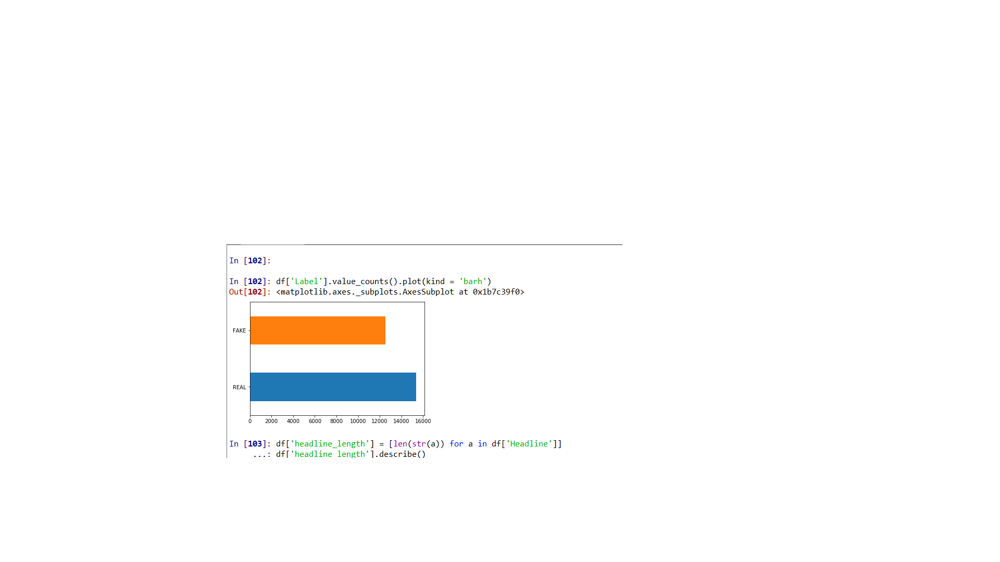 In [102]:
In [102]: df['Label'].value_counts().plot(kind = 'barh')
Out[102]: <matplotlib.axes._subplots.AxesSubplot at 0x1b7c39f0>
FAKE
REAL
0 2000 4000 6000 8000 10000 12000 14000 16000
In [103]: df['headline_length'] = [len(str(a)) for a in df['Headline']]
...: df['headline_length'].describe()